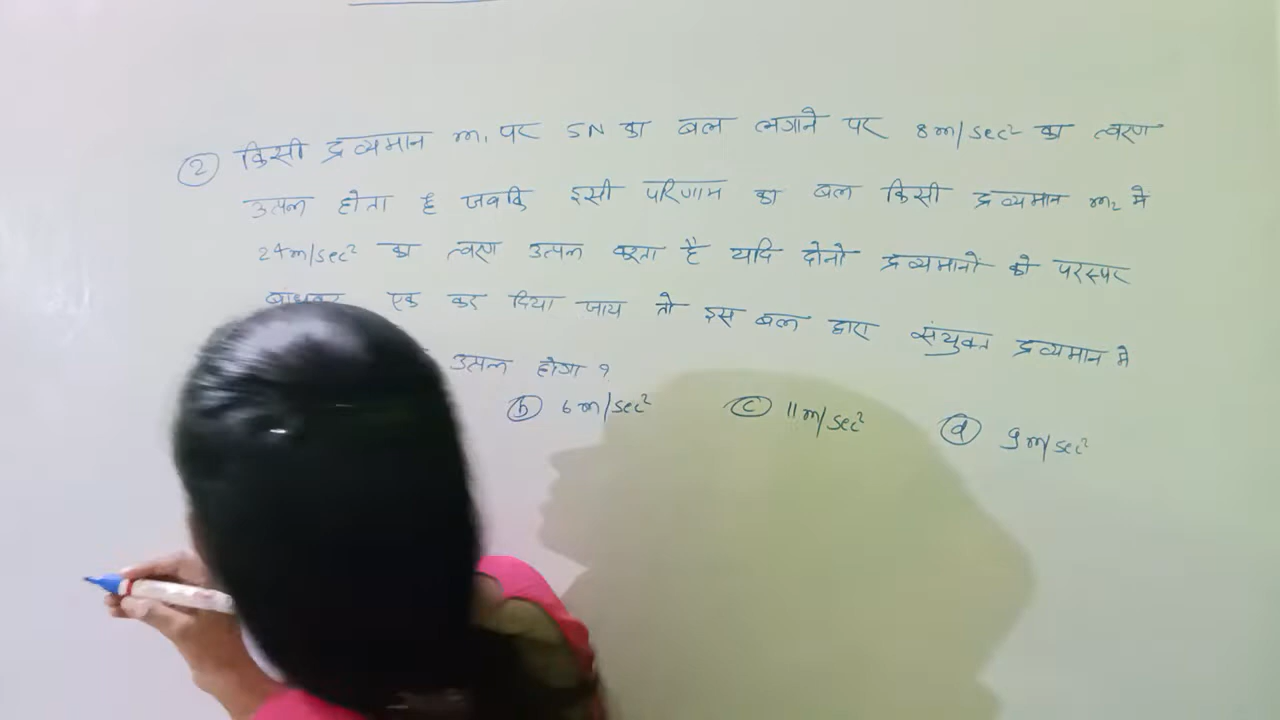 ② किसी द्रव्यमान m₁ पर 5N का बल लगाने पर 8m/sec² का त्वरण
उत्पन्न होता है जबकि इसी परिणाम का बल किसी द्रव्यमान m₂ में
24m/sec² का त्वरण उत्पन्न करता है यदि दोनो द्रव्यमानों को परस्पर
बांधकर एक कर दिया जाय तो इस बल द्वारा संयुक्त द्रव्यमान मे
उत्पन्न होगा ?
ⓑ 6m/sec² ⓒ 11m/sec² ⓓ 9m/sec²